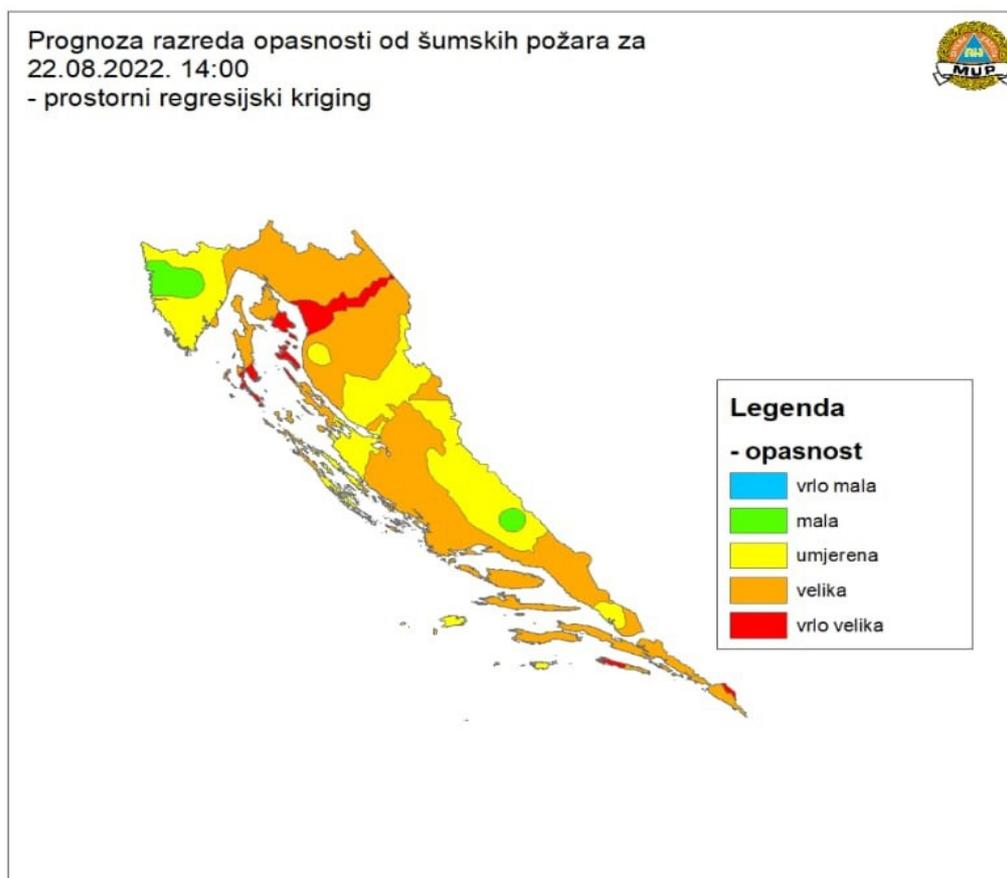 Prognoza razreda opasnosti od šumskih požara za
22.08.2022. 14:00
- prostorni regresijski kriging
MUP
Legenda
- opasnost
vrlo mala
mala
umjerena
velika
vrlo velika